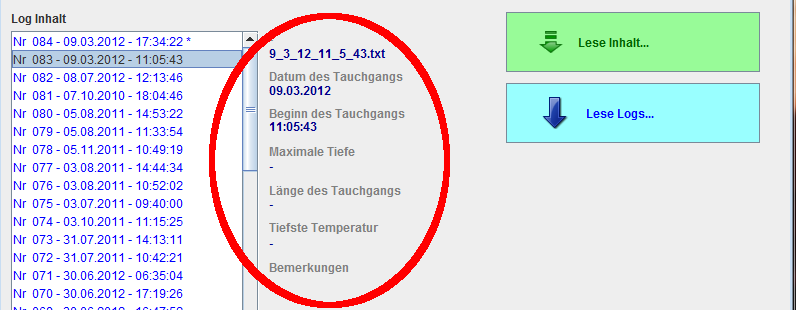 Log Inhalt
Nr 084 - 09.03.2012 - 17:34:22 *
Nr 083 - 09.03.2012 - 11:05:43
Nr 082 - 08.07.2012 - 12:13:46
Nr 081 - 07.10.2010 - 18:04:46
Nr 080 - 05.08.2011 - 14:53:22
Nr 079 - 05.08.2011 - 11:33:54
Nr 078 - 05.11.2011 - 10:49:19
Nr 077 - 03.08.2011 - 14:44:34
Nr 076 - 03.08.2011 - 10:52:02
Nr 075 - 03.07.2011 - 09:40:00
Nr 074 - 03.10.2011 - 11:15:25
Nr 073 - 31.07.2011 - 14:13:11
Nr 072 - 31.07.2011 - 10:42:21
Nr 071 - 30.06.2012 - 06:35:04
Nr 070 - 30.06.2012 - 17:19:26
9_3_12_11_5_43.txt
Datum des Tauchgangs
09.03.2012
Beginn des Tauchgangs
11:05:43
Maximale Tiefe
-
Länge des Tauchgangs
-
Tiefste Temperatur
-
Bemerkungen
Lese Inhalt...
Lese Logs...